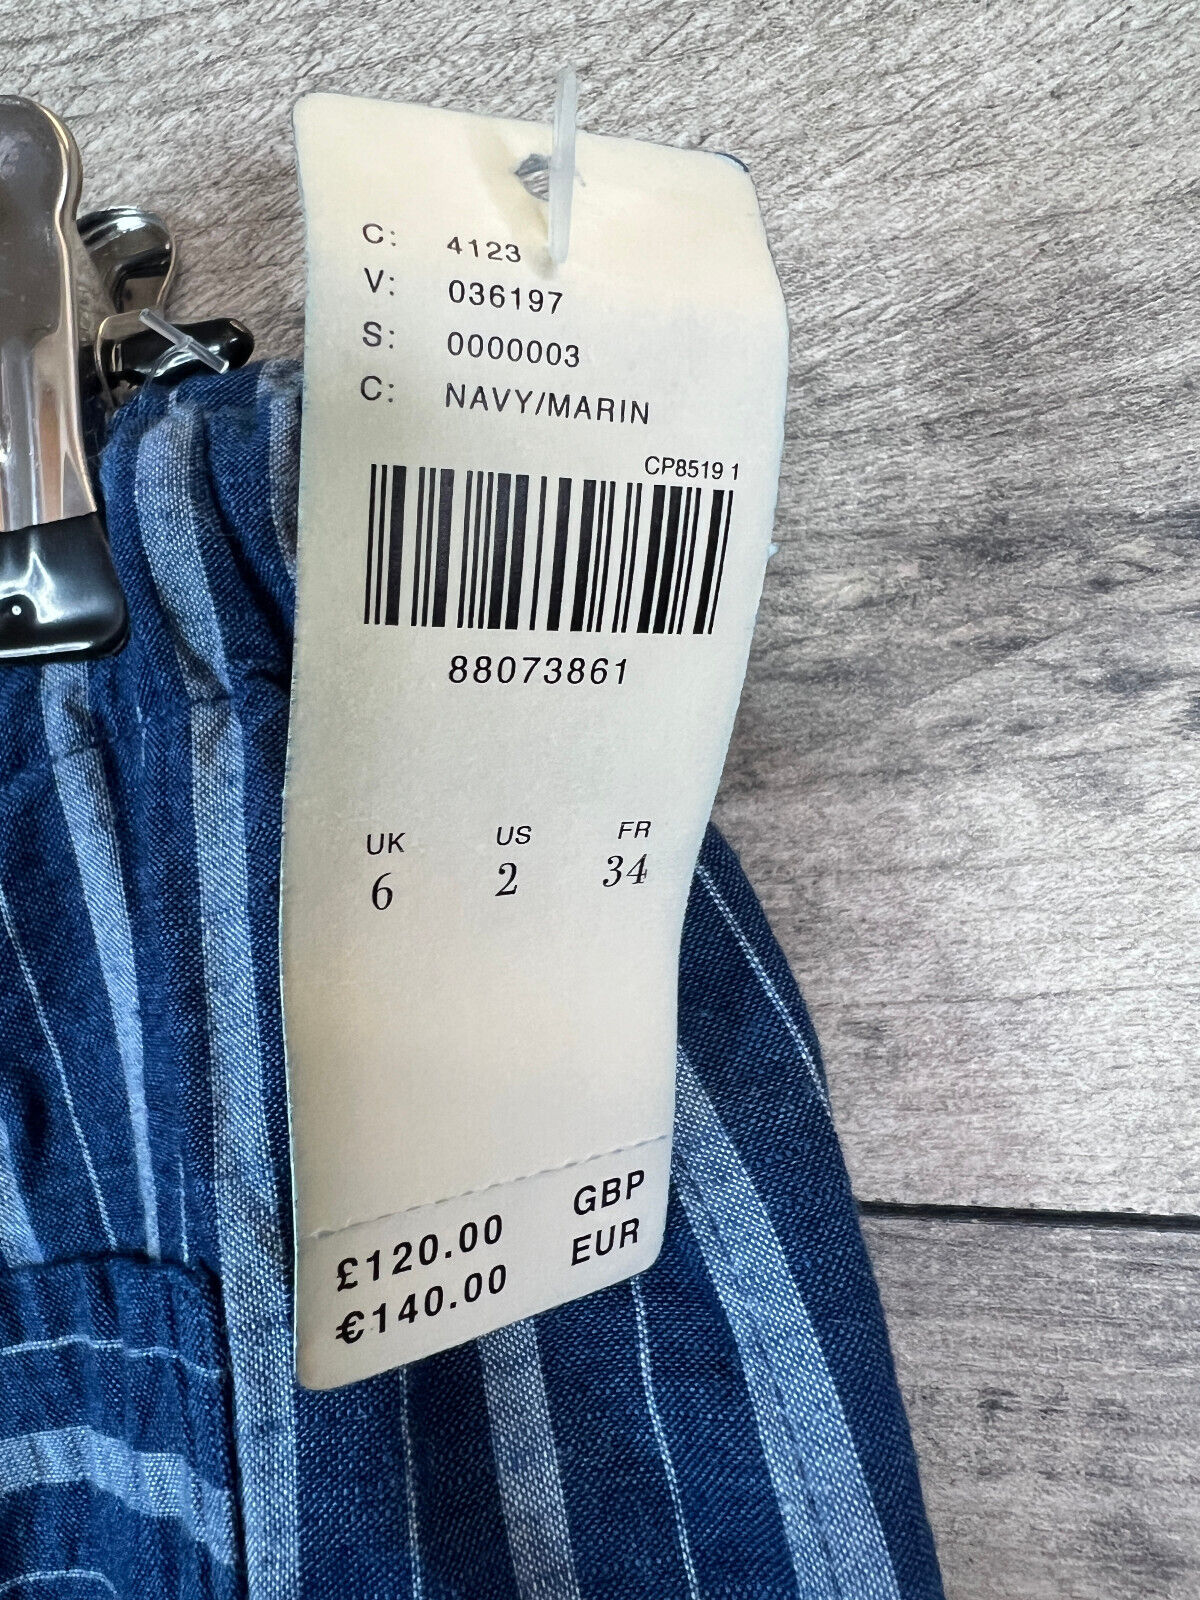 C: 4123
V: 036197
S: 0000003
C: NAVY/MARIN
CP8519 1
88073861
UK US FR
6 2 34
£120.00 GBP
€140.00 EUR